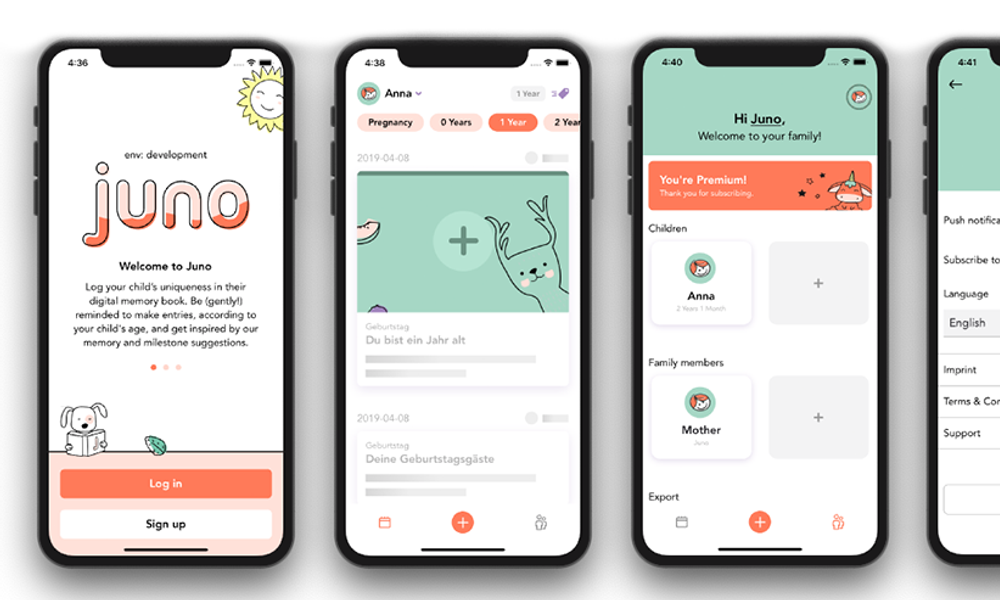 4:36
env: development
juno
Welcome to Juno
Log your child's uniqueness in their
digital memory book. Be (gently!)
reminded to make entries, according to
your child's age, and get inspired by our
memory and milestone suggestions.
J
Log in
Sign up
4:38
Anna
1 Year
Pregnancy
0 Years
1 Year
2 Year
2019-04-08
Geburtstag
Du bist ein Jahr alt
2019-04-08
Geburtstag
Deine Geburtstagsgäste
4:40
Hi Juno,
Welcome to your family!
You're Premium!
Thank you for subscribing.
Children
Anna
2 Years 1 Month
Family members
Mother
Juno
Export
4:41
Push notifica
Subscribe to
Language
English
Imprint
Terms & Con
Support